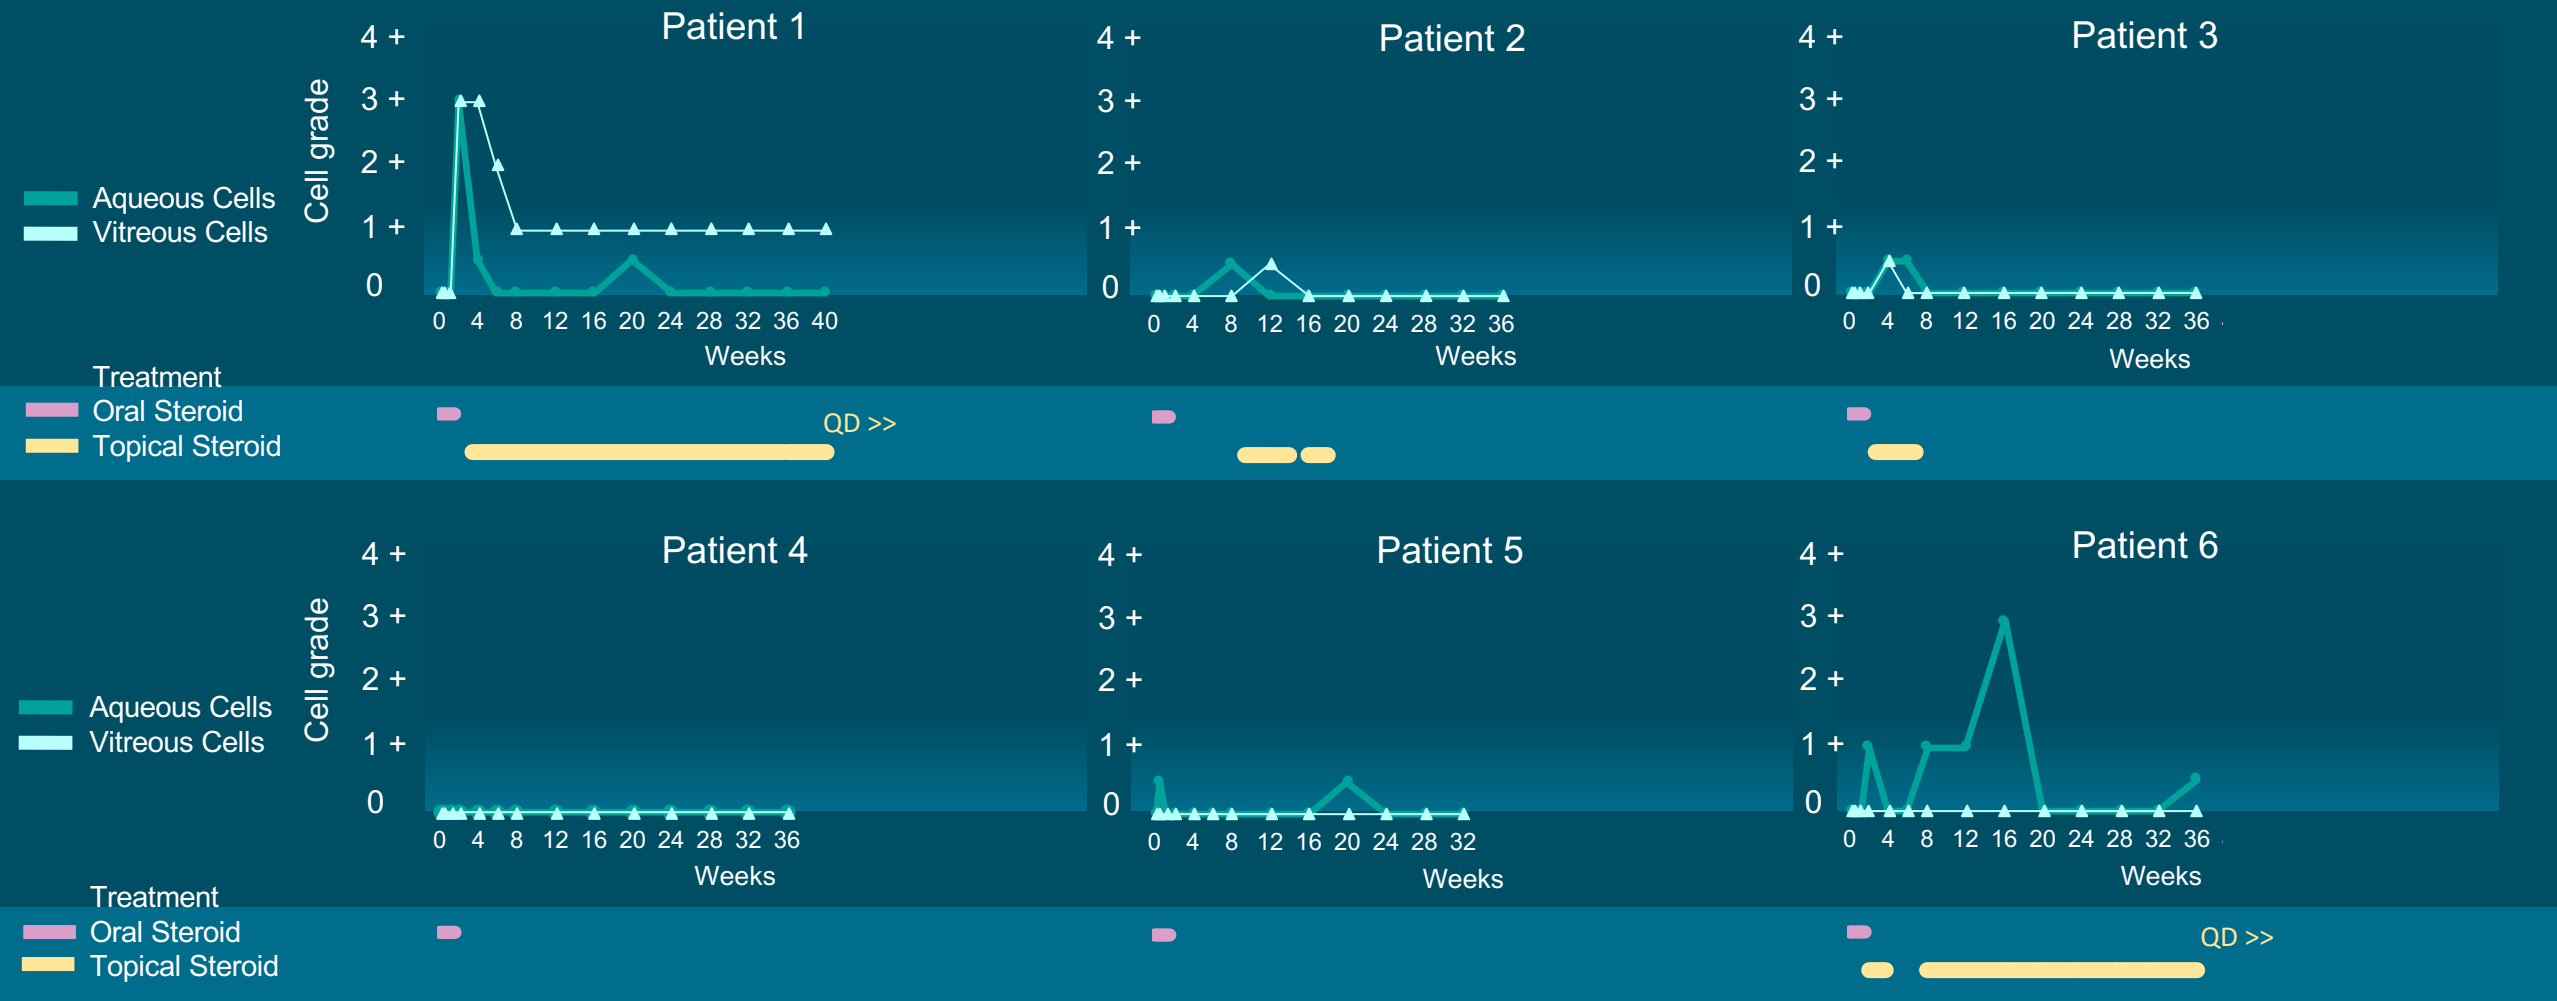 Patient 1
4 +
3 +
2 +
1 +
0
Cell grade
Aqueous Cells
Vitreous Cells
0 4 8 12 16 20 24 28 32 36 40
Weeks
Patient 2
4 +
3 +
2 +
1 +
0
0 4 8 12 16 20 24 28 32 36
Weeks
Patient 3
4 +
3 +
2 +
1 +
0
0 4 8 12 16 20 24 28 32 36
Weeks
Treatment
Oral Steroid
Topical Steroid
QD >>
Patient 4
4 +
3 +
2 +
1 +
0
Cell grade
Aqueous Cells
Vitreous Cells
0 4 8 12 16 20 24 28 32 36
Weeks
Patient 5
4 +
3 +
2 +
1 +
0
0 4 8 12 16 20 24 28 32
Weeks
Patient 6
4 +
3 +
2 +
1 +
0
0 4 8 12 16 20 24 28 32 36
Weeks
Treatment
Oral Steroid
Topical Steroid
QD >>